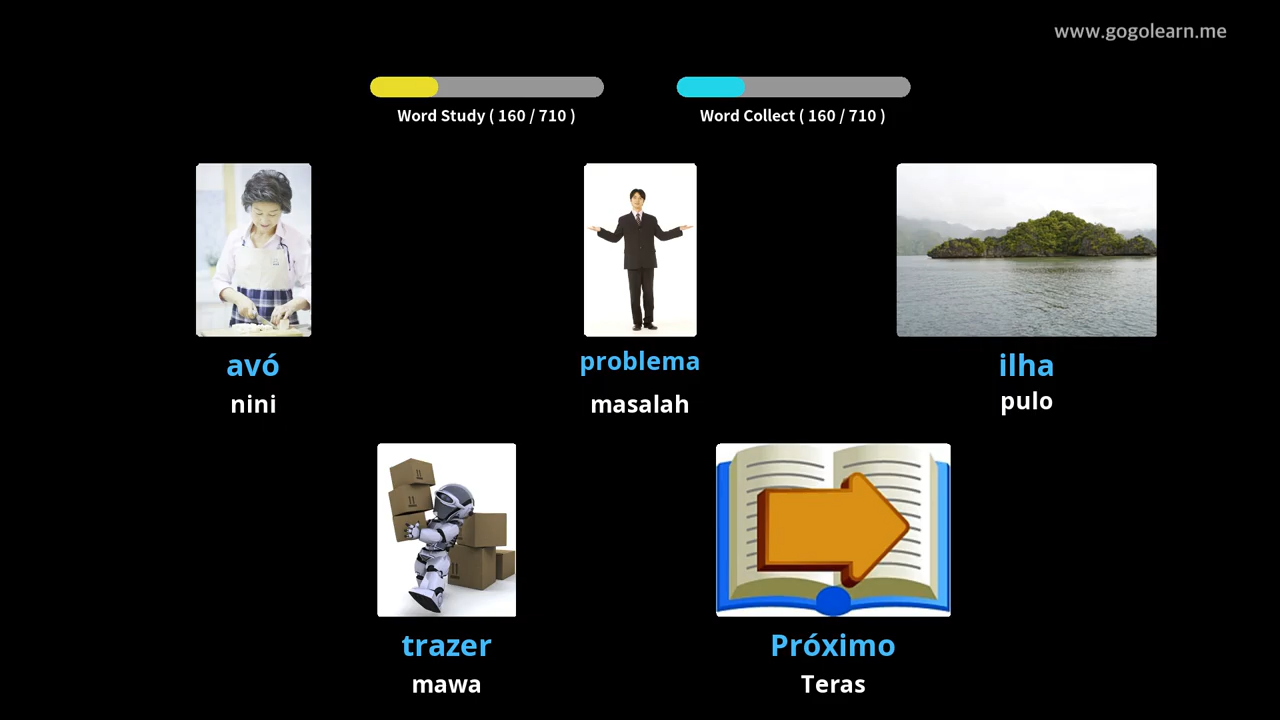 www.gogolearn.me
Word Study ( 160 / 710 )
Word Collect ( 160 / 710 )
avó
nini
problema
masalah
ilha
pulo
trazer
mawa
Próximo
Teras